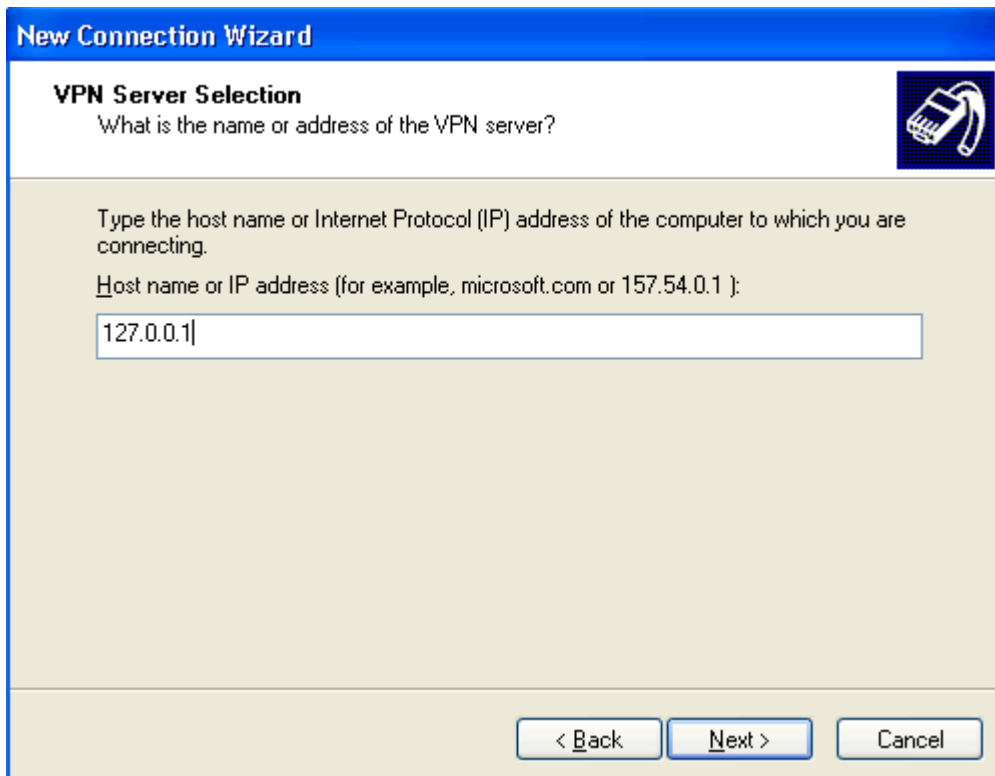 New Connection Wizard
VPN Server Selection
What is the name or address of the VPN server?
Type the host name or Internet Protocol (IP) address of the computer to which you are
connecting.
Host name or IP address (for example, microsoft.com or 157.54.0.1 ):
127.0.0.1
< Back
Next >
Cancel